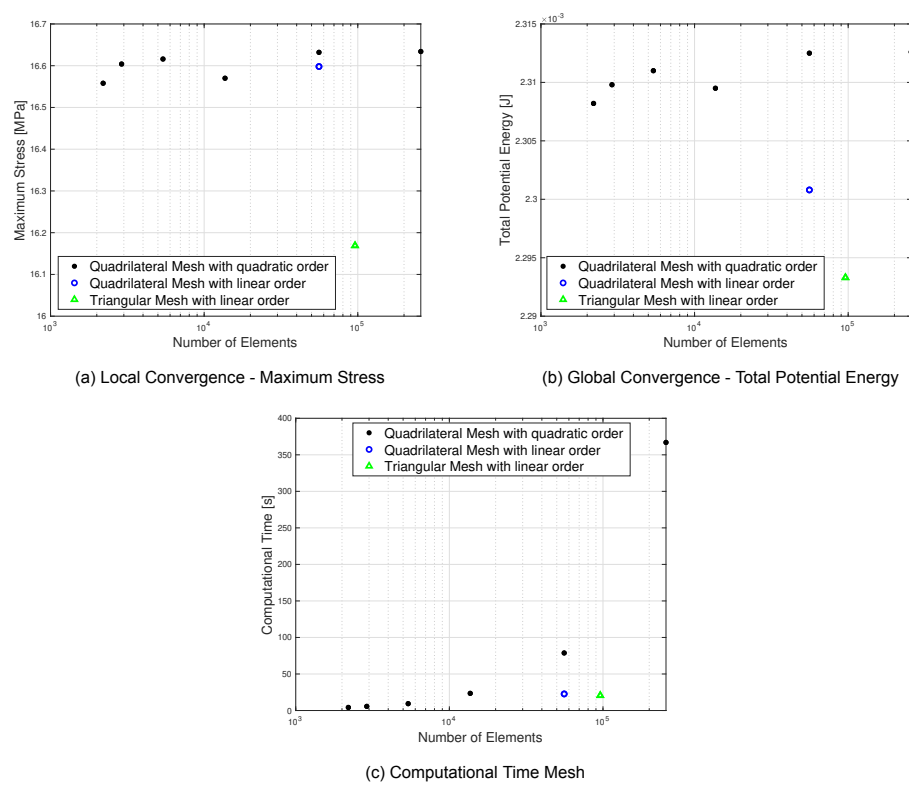 16.7
16.6
16.5
16.4
16.3
16.2
16.1
16
Maximum Stress [MPa]
Quadrilateral Mesh with quadratic order
Quadrilateral Mesh with linear order
Triangular Mesh with linear order
10³ 10⁴ 10⁵
Number of Elements
(a) Local Convergence - Maximum Stress
×10⁻³
2.315
2.31
2.305
2.3
2.295
2.29
Total Potential Energy [J]
Quadrilateral Mesh with quadratic order
Quadrilateral Mesh with linear order
Triangular Mesh with linear order
10³ 10⁴ 10⁵
Number of Elements
(b) Global Convergence - Total Potential Energy
400
350
300
250
200
150
100
50
0
Computational Time [s]
Quadrilateral Mesh with quadratic order
Quadrilateral Mesh with linear order
Triangular Mesh with linear order
10³ 10⁴ 10⁵
Number of Elements
(c) Computational Time Mesh